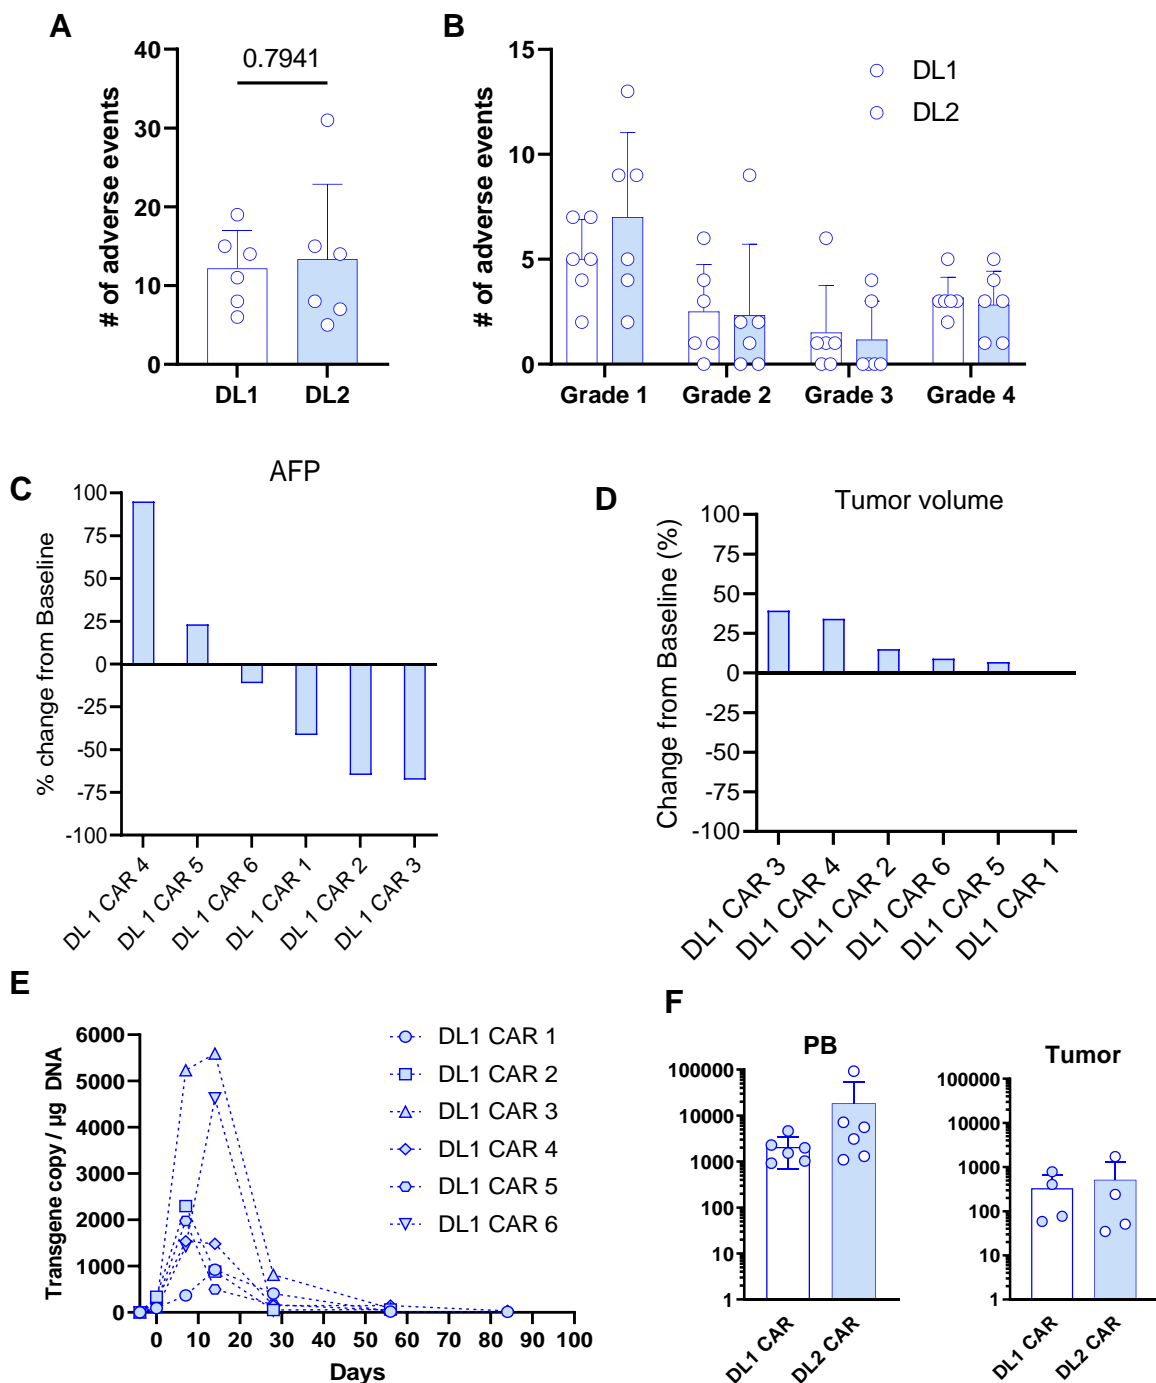 A
# of adverse events
40
30
20
10
0
0.7941
DL1
DL2
B
# of adverse events
15
10
5
0
DL1
DL2
Grade 1
Grade 2
Grade 3
Grade 4
C
AFP
% change from Baseline
100
75
50
25
0
-25
-50
-75
-100
DL 1 CAR 4
DL 1 CAR 5
DL 1 CAR 6
DL 1 CAR 1
DL 1 CAR 2
DL 1 CAR 3
D
Tumor volume
Change from Baseline (%)
100
75
50
25
0
-25
-50
-75
-100
DL1 CAR 3
DL1 CAR 4
DL1 CAR 2
DL1 CAR 6
DL1 CAR 5
DL1 CAR 1
E
Transgene copy / µg DNA
6000
5000
4000
3000
2000
1000
0
0 10 20 30 40 50 60 70 80 90 100
Days
DL1 CAR 1
DL1 CAR 2
DL1 CAR 3
DL1 CAR 4
DL1 CAR 5
DL1 CAR 6
F
PB
100000
10000
1000
100
10
1
DL1 CAR
DL2 CAR
Tumor
100000
10000
1000
100
10
1
DL1 CAR
DL2 CAR